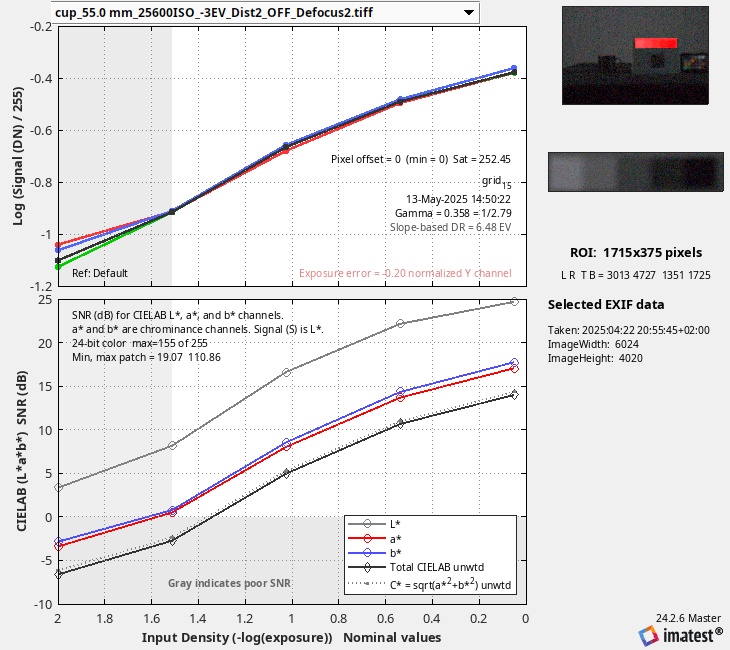 cup_55.0 mm_25600ISO_-3EV_Dist2_OFF_Defocus2.tiff
Log (Signal (DN) / 255)
-0.2
-0.4
-0.6
-0.8
-1
-1.2
Pixel offset = 0 (min = 0) Sat = 252.45
grid_15
13-May-2025 14:50:22
Gamma = 0.358 = 1/2.79
Slope-based DR = 6.48 EV
Ref: Default
Exposure error = -0.20 normalized Y channel
CIELAB (L*a*b*) SNR (dB)
25
20
15
10
5
0
-5
-10
SNR (dB) for CIELAB L*, a*, and b* channels.
a* and b* are chrominance channels. Signal (S) is L*.
24-bit color max=155 of 255
Min, max patch = 19.07 110.86
Gray indicates poor SNR
L*
a*
b*
Total CIELAB unwtd
C* = sqrt(a*2+b*2) unwtd
2 1.8 1.6 1.4 1.2 1 0.8 0.6 0.4 0.2 0
Input Density (-log(exposure)) Nominal values
ROI: 1715x375 pixels
L R T B = 3013 4727 1351 1725
Selected EXIF data
Taken: 2025:04:22 20:55:45+02:00
ImageWidth: 6024
ImageHeight: 4020
24.2.6 Master
imatest®